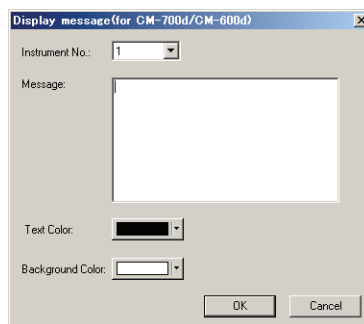 Display message(for CM-700d/CM-600d)
Instrument No.: 1
Message:
Text Color:
Background Color:
OK Cancel